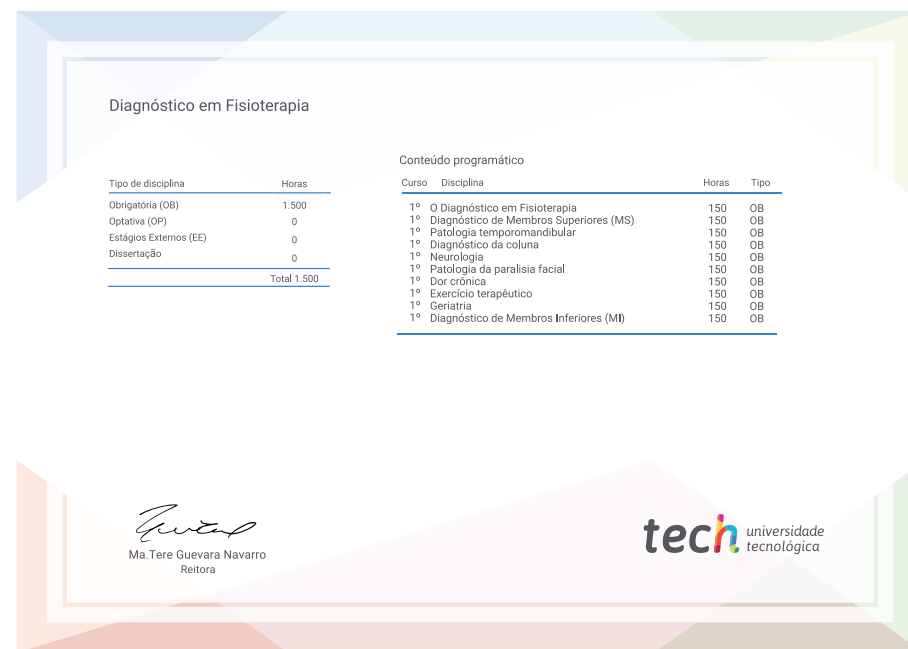 Diagnóstico em Fisioterapia
Tipo de disciplina Horas
Obrigatória (OB) 1.500
Optativa (OP) 0
Estágios Externos (EE) 0
Dissertação 0
Total 1.500
Conteúdo programático
Curso Disciplina Horas Tipo
1º O Diagnóstico em Fisioterapia 150 OB
1º Diagnóstico de Membros Superiores (MS) 150 OB
1º Patologia temporomandibular 150 OB
1º Diagnóstico da coluna 150 OB
1º Neurologia 150 OB
1º Patologia da paralisia facial 150 OB
1º Dor crônica 150 OB
1º Exercício terapêutico 150 OB
1º Geriatria 150 OB
1º Diagnóstico de Membros Inferiores (MI) 150 OB
Ma.Tere Guevara Navarro
Reitora
tech universidade
tecnológica